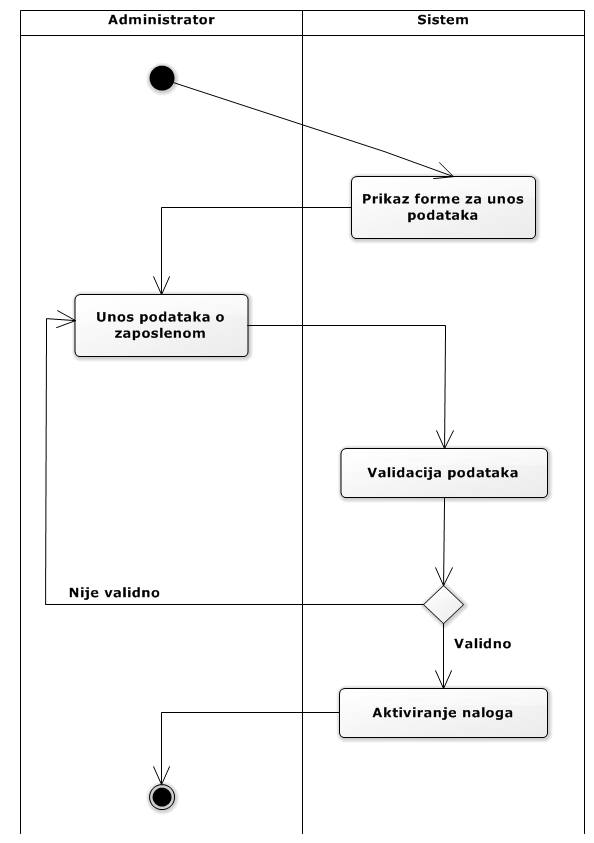 Administrator
Sistem
Prikaz forme za unos
podataka
Unos podataka o
zaposlenom
Validacija podataka
Nije validno
Validno
Aktiviranje naloga